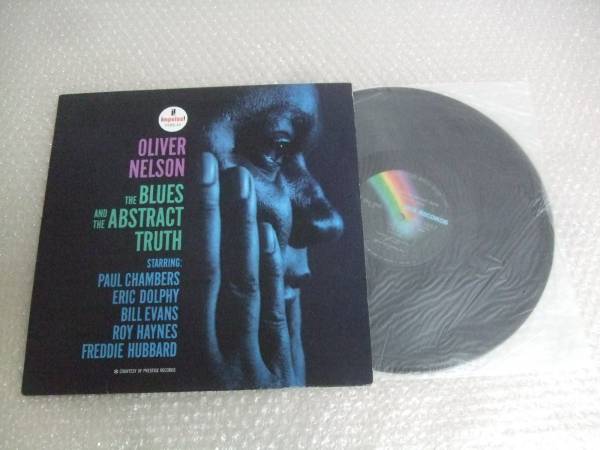 impulse!
OLIVER
NELSON
THE BLUES
AND THE ABSTRACT
TRUTH
STARRING:
PAUL CHAMBERS
ERIC DOLPHY
BILL EVANS
ROY HAYNES
FREDDIE HUBBARD
✱ COURTESY OF PRESTIGE RECORDS
RECORDS